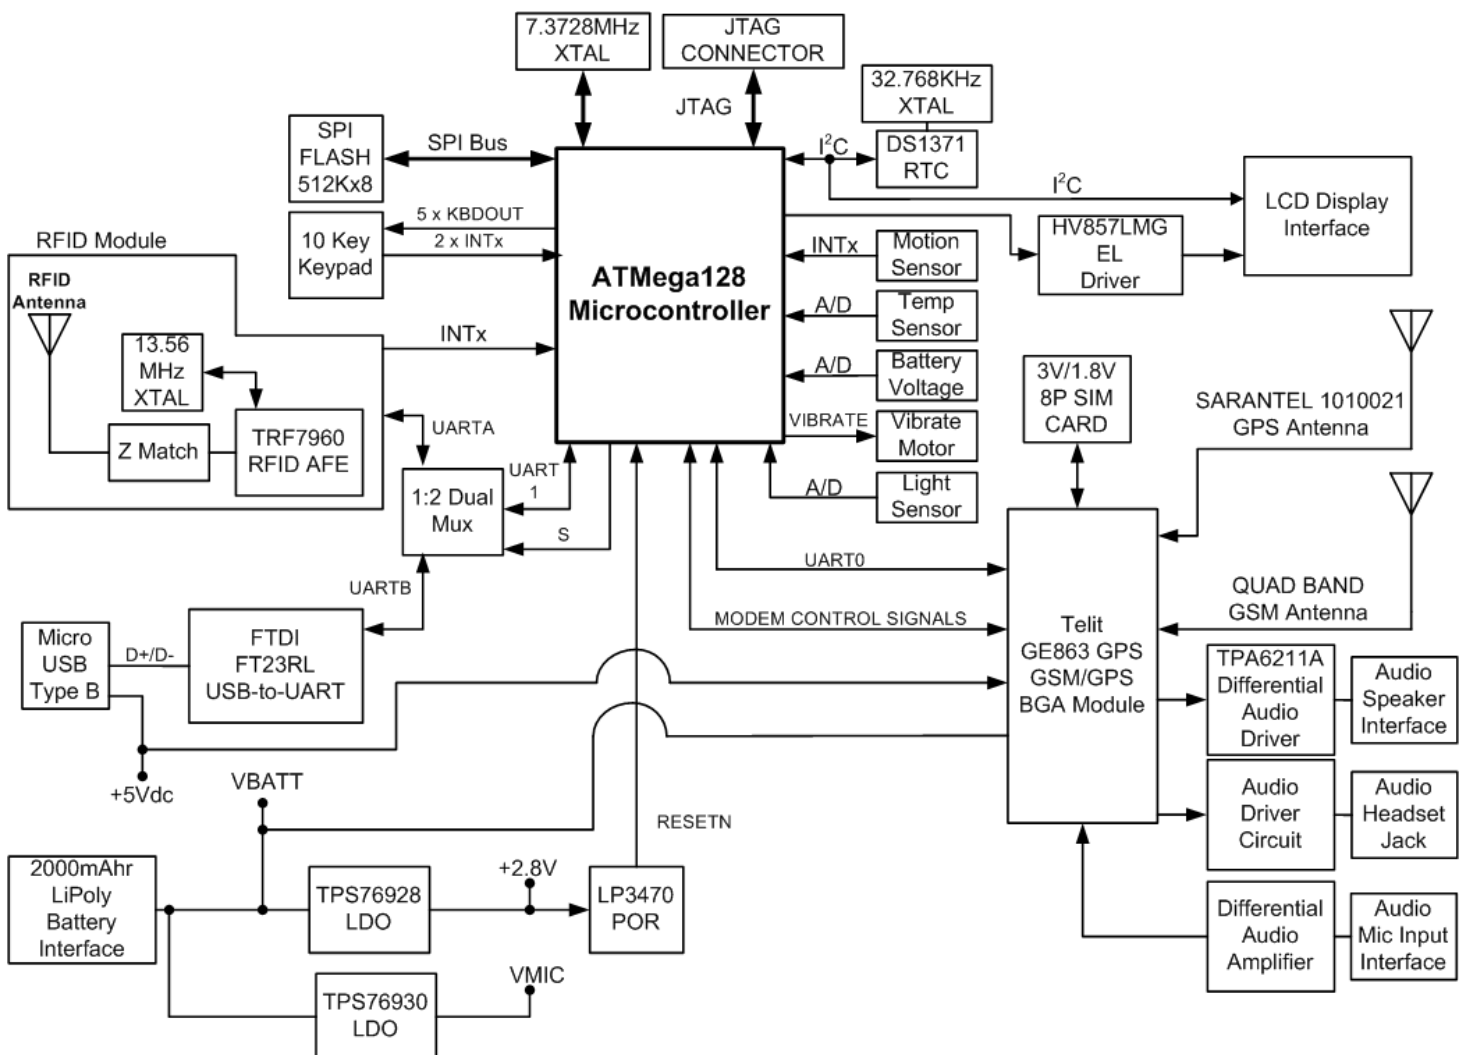 7.3728MHz
XTAL
JTAG
CONNECTOR
JTAG
32.768KHz
XTAL
SPI
FLASH
512Kx8
SPI Bus
I²C
DS1371
RTC
I²C
LCD Display
Interface
5 x KBDOUT
2 x INTx
10 Key
Keypad
HV857LMG
EL
Driver
INTx
Motion
Sensor
ATMega128
Microcontroller
A/D
Temp
Sensor
A/D
Battery
Voltage
VIBRATE
Vibrate
Motor
A/D
Light
Sensor
RFID Module
RFID
Antenna
13.56
MHz
XTAL
Z Match
TRF7960
RFID AFE
INTx
UARTA
UART
1
1:2 Dual
Mux
S
UARTB
3V/1.8V
8P SIM
CARD
SARANTEL 1010021
GPS Antenna
QUAD BAND
GSM Antenna
UART0
MODEM CONTROL SIGNALS
Telit
GE863 GPS
GSM/GPS
BGA Module
Micro
USB
Type B
D+/D-
FTDI
FT23RL
USB-to-UART
+5Vdc
TPA6211A
Differential
Audio
Driver
Audio
Speaker
Interface
Audio
Driver
Circuit
Audio
Headset
Jack
Differential
Audio
Amplifier
Audio
Mic Input
Interface
VBATT
RESETN
2000mAhr
LiPoly
Battery
Interface
TPS76928
LDO
+2.8V
LP3470
POR
TPS76930
LDO
VMIC